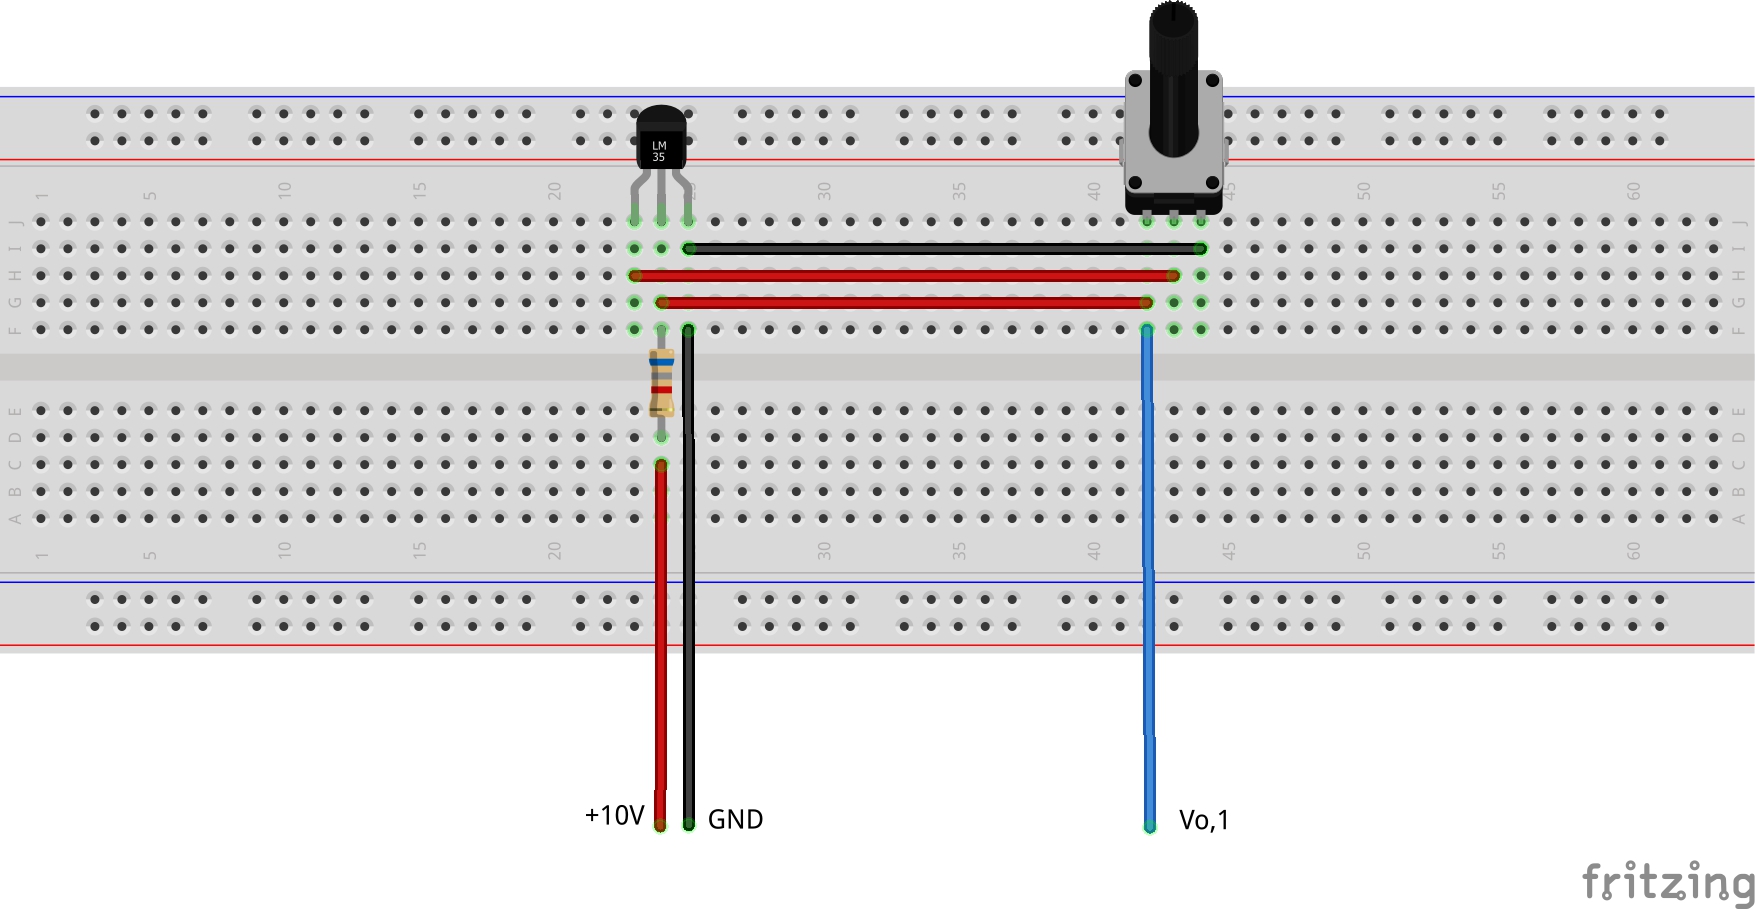 1 5 10 15 20 25 30 35 40 45 50 55 60
LM
35
J J
I I
H H
G G
F F
E E
D D
C C
B B
A A
1 5 10 15 20 30 35 40 45 50 55 60
+10V GND Vo,1
fritzing